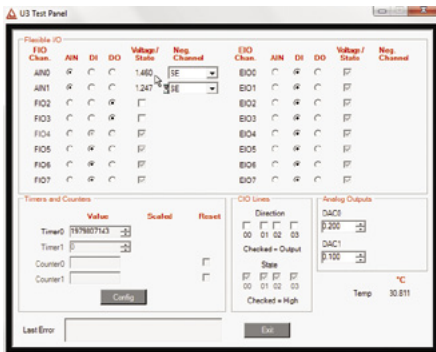 U3 Test Panel
Flexible I/O
FIO Chan. AIN DI DO Voltage / State Neg. Channel EIO Chan. AIN DI DO Voltage / State Neg. Channel
AIN0 1.460 SE EIO0
AIN1 1.247 SE EIO1
FIO2 EIO2
FIO3 EIO3
FIO4 EIO4
FIO5 EIO5
FIO6 EIO6
FIO7 EIO7
Timers and Counters
Value Scaled Reset
Timer0 1979807143
Timer1 0
Counter0
Counter1
Config
CIO Lines
Direction
00 01 02 03
Checked = Output
State
00 01 02 03
Checked = High
Analog Outputs
DAC0
0.200
DAC1
0.100
°C
Temp 30.811
Last Error
Exit